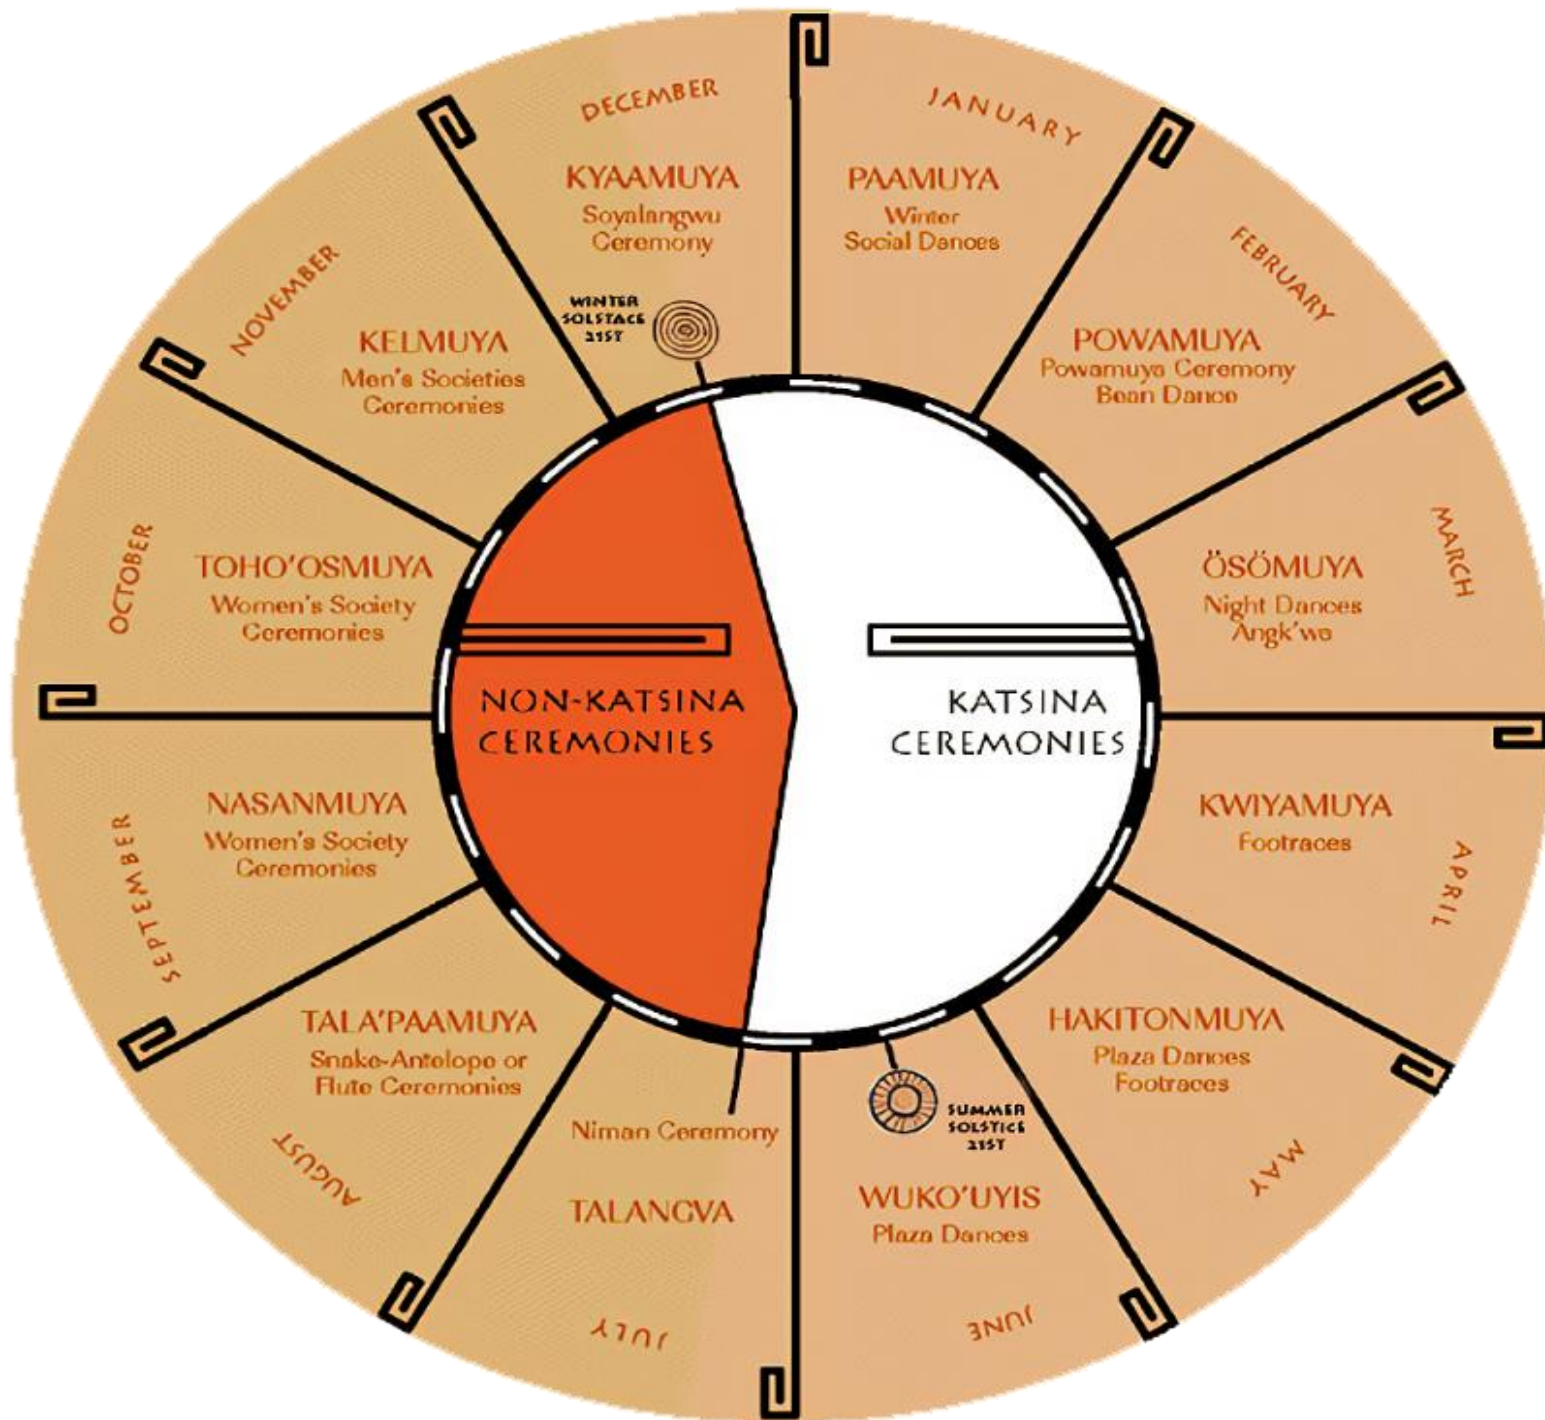 DECEMBER
KYAAMUYA
Soyalangwu
Ceremony
WINTER
SOLSTACE
21ST
JANUARY
PAAMUYA
Winter
Social Dances
FEBRUARY
POWAMUYA
Powamuya Ceremony
Bean Dance
MARCH
ÖSÖMUYA
Night Dances
Angk'wa
APRIL
KWIYAMUYA
Footraces
MAY
HAKITONMUYA
Plaza Dances
Footraces
JUNE
WUKO'UYIS
Plaza Dances
SUMMER
SOLSTICE
21ST
JULY
TALANGVA
Niman Ceremony
AUGUST
TALA'PAAMUYA
Snake-Antelope or
Flute Ceremonies
SEPTEMBER
NASANMUYA
Women's Society
Ceremonies
OCTOBER
TOHO'OSMUYA
Women's Society
Ceremonies
NOVEMBER
KELMUYA
Men's Societies
Ceremonies
NON-KATSINA
CEREMONIES
KATSINA
CEREMONIES